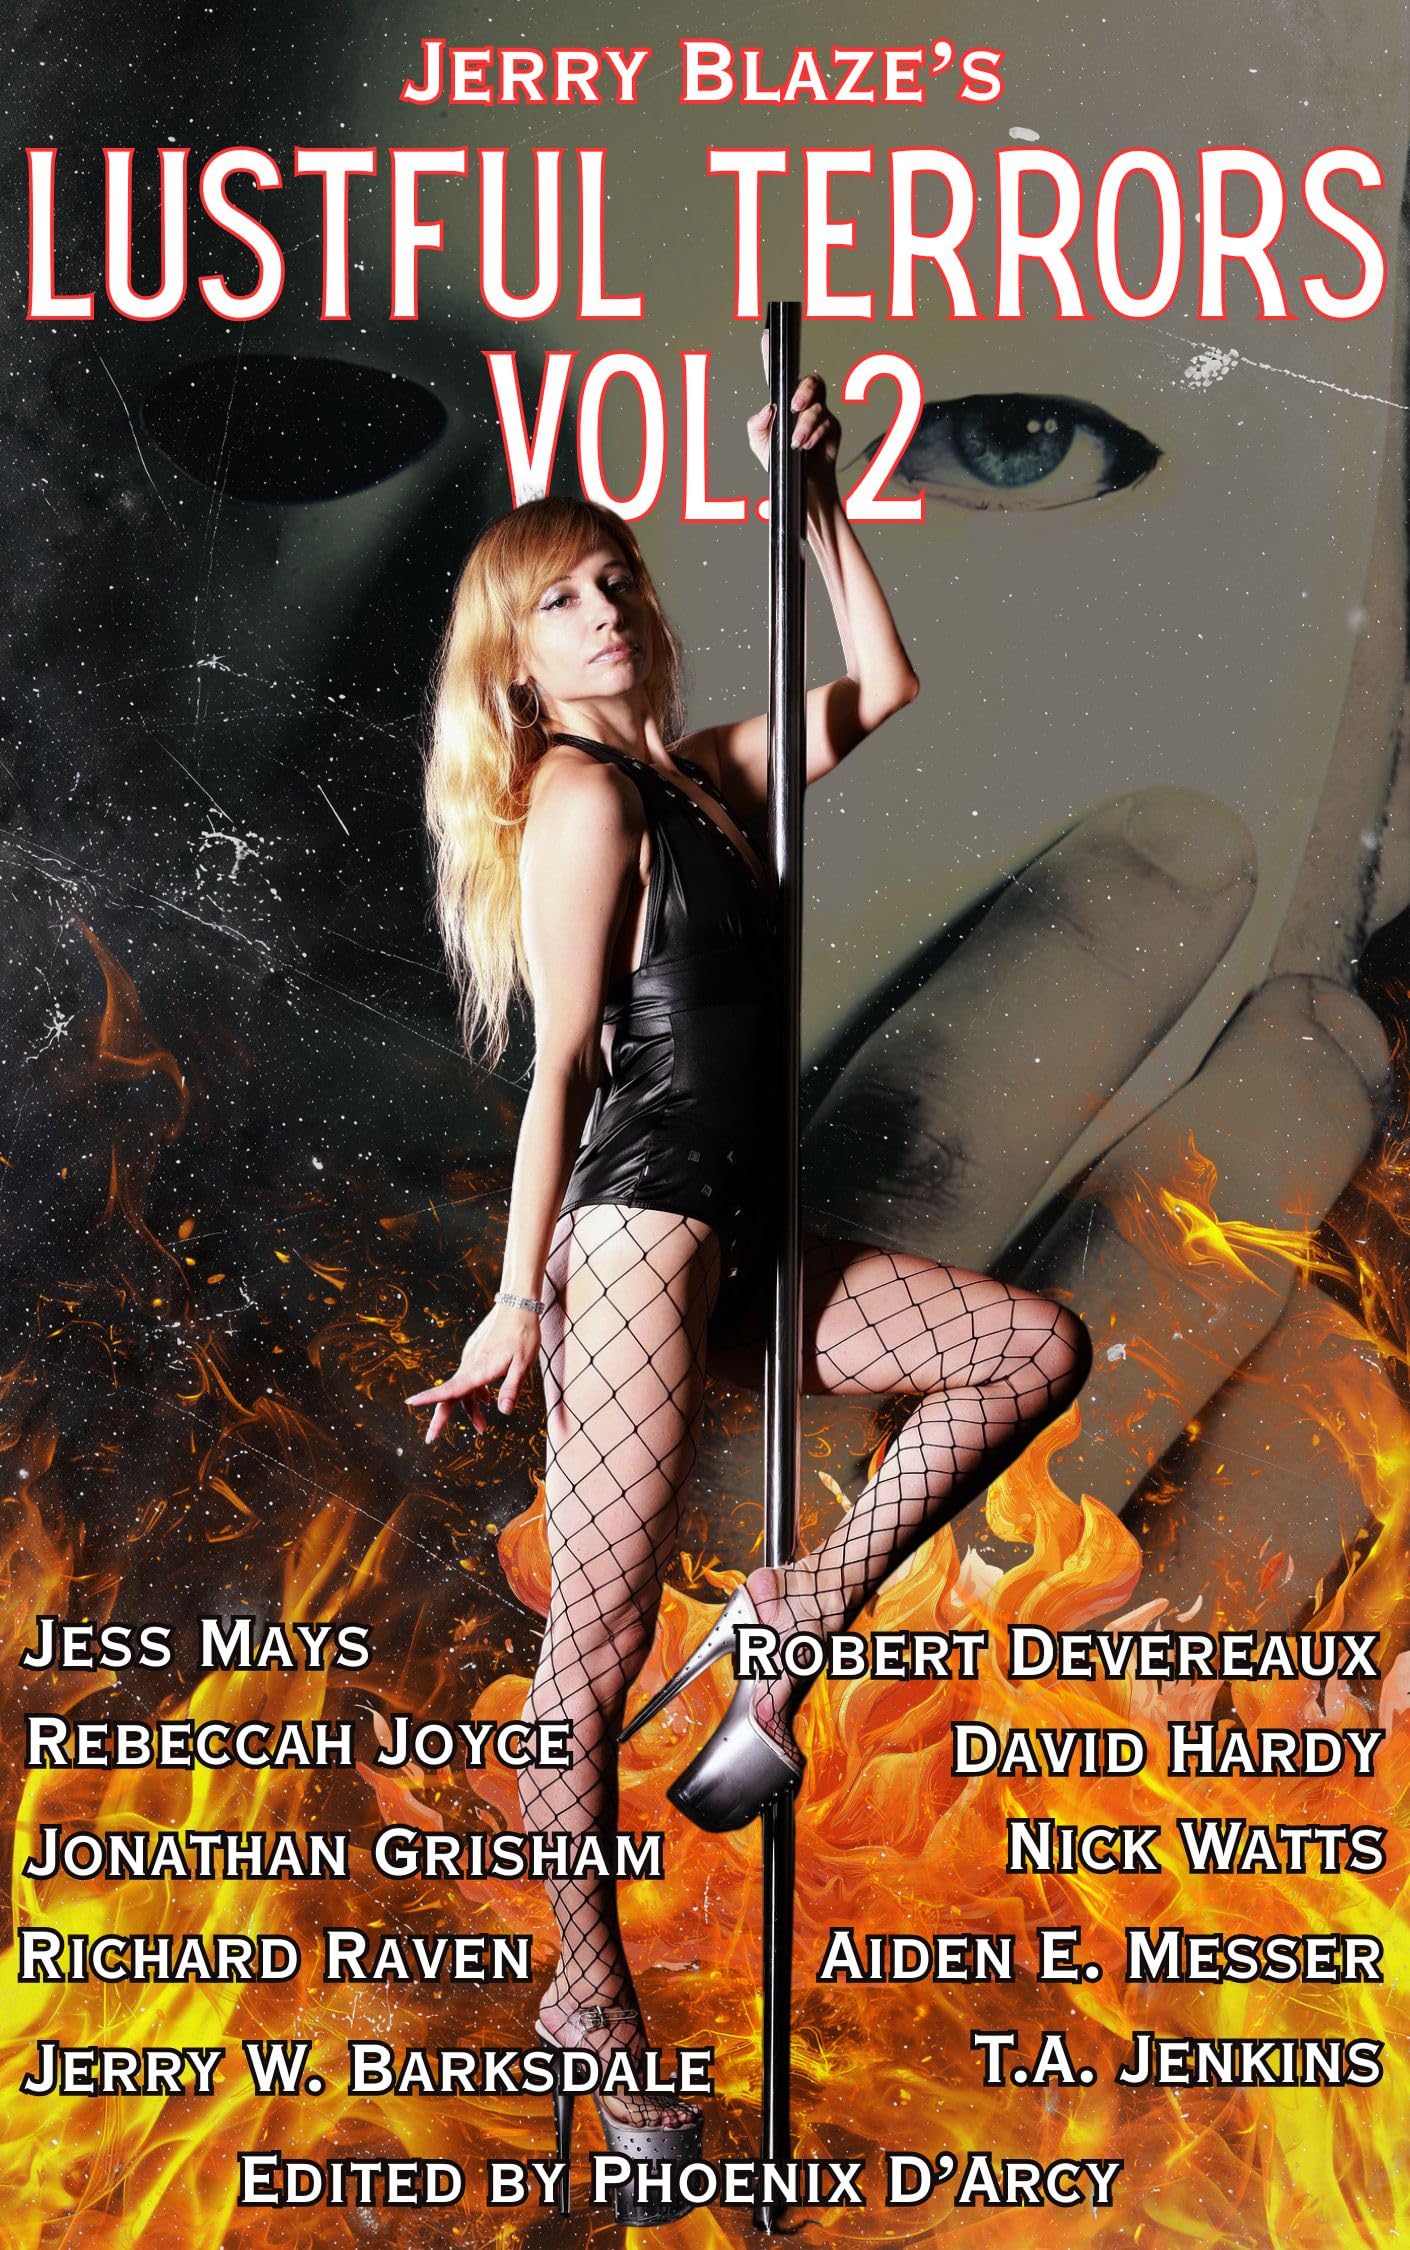 Jerry Blaze's
LUSTFUL TERRORS
VOL. 2
Jess Mays
Robert Devereaux
Rebeccah Joyce
David Hardy
Jonathan Grisham
Nick Watts
Richard Raven
Aiden E. Messer
Jerry W. Barksdale
T.A. Jenkins
Edited by Phoenix D'Arcy